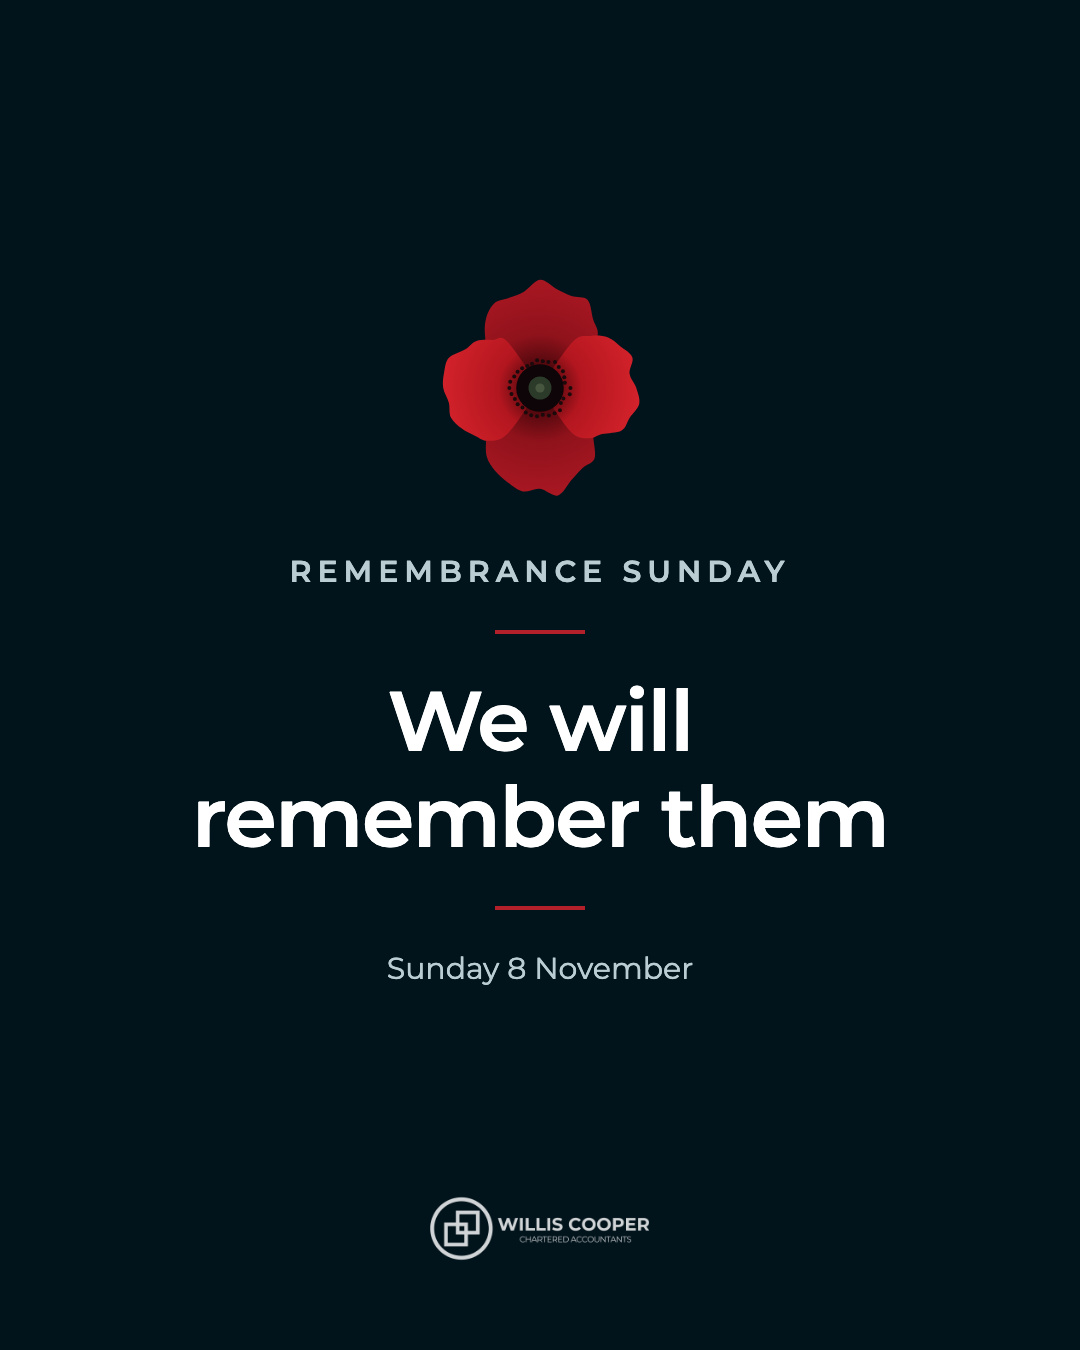 REMEMBRANCE SUNDAY
We will
remember them
Sunday 8 November
WILLIS COOPER
CHARTERED ACCOUNTANTS